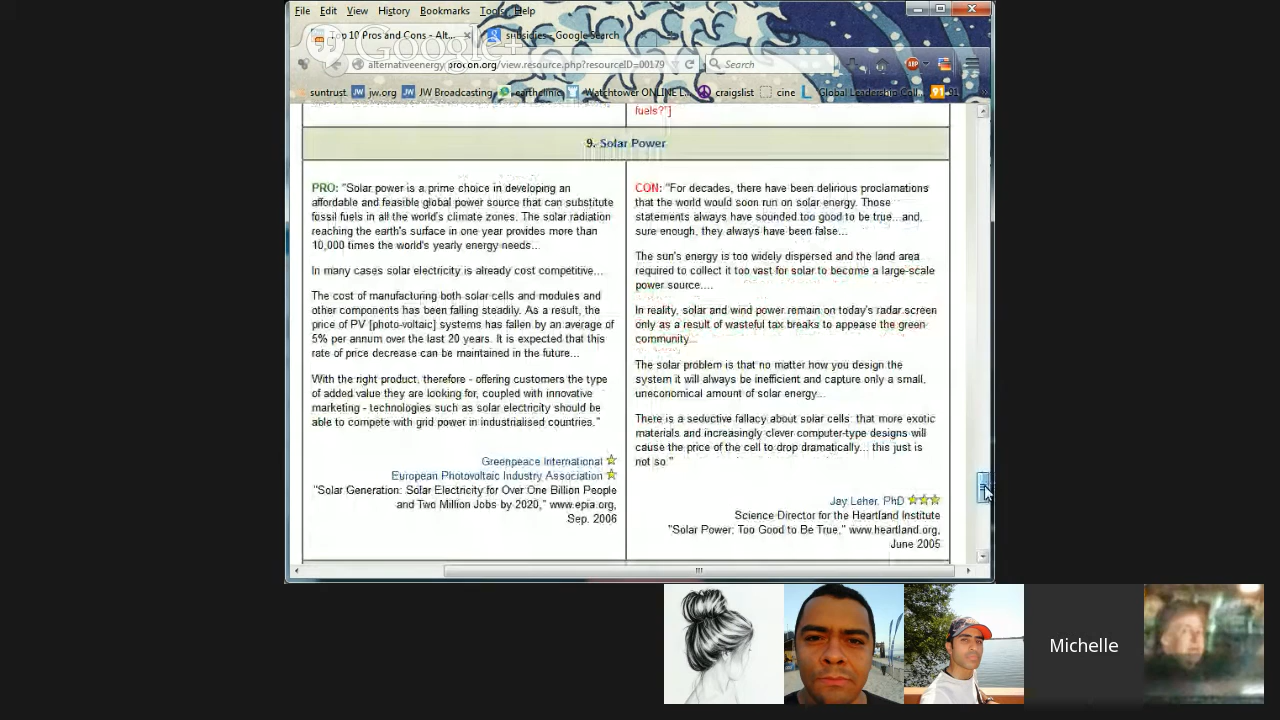 File Edit View History Bookmarks Tools Help
Top 10 Pros and Cons - Alt...
subsidies - Google Search
Google+
alternativeenergy.procon.org/view.resource.php?resourceID=00179
Search
suntrust. jw.org JW Broadcasting earthclinic Watchtower ONLINE L... craigslist cine Global Leadership Coll... 91 .91
fuels?"]
9. Solar Power
PRO: "Solar power is a prime choice in developing an
affordable and feasible global power source that can substitute
fossil fuels in all the world's climate zones. The solar radiation
reaching the earth's surface in one year provides more than
10,000 times the world's yearly energy needs...
In many cases solar electricity is already cost competitive...
The cost of manufacturing both solar cells and modules and
other components has been falling steadily. As a result, the
price of PV [photo-voltaic] systems has fallen by an average of
5% per annum over the last 20 years. It is expected that this
rate of price decrease can be maintained in the future...
With the right product, therefore - offering customers the type
of added value they are looking for, coupled with innovative
marketing - technologies such as solar electricity should be
able to compete with grid power in industrialised countries."
Greenpeace International
European Photovoltaic Industry Association
"Solar Generation: Solar Electricity for Over One Billion People
and Two Million Jobs by 2020," www.epia.org,
Sep. 2006
CON: "For decades, there have been delirious proclamations
that the world would soon run on solar energy. Those
statements always have sounded too good to be true...and,
sure enough, they always have been false...
The sun's energy is too widely dispersed and the land area
required to collect it too vast for solar to become a large-scale
power source....
In reality, solar and wind power remain on today's radar screen
only as a result of wasteful tax breaks to appease the green
community...
The solar problem is that no matter how you design the
system it will always be inefficient and capture only a small,
uneconomical amount of solar energy...
There is a seductive fallacy about solar cells: that more exotic
materials and increasingly clever computer-type designs will
cause the price of the cell to drop dramatically... this just is
not so."
Jay Leher, PhD
Science Director for the Heartland Institute
"Solar Power: Too Good to Be True," www.heartland.org,
June 2005
Michelle